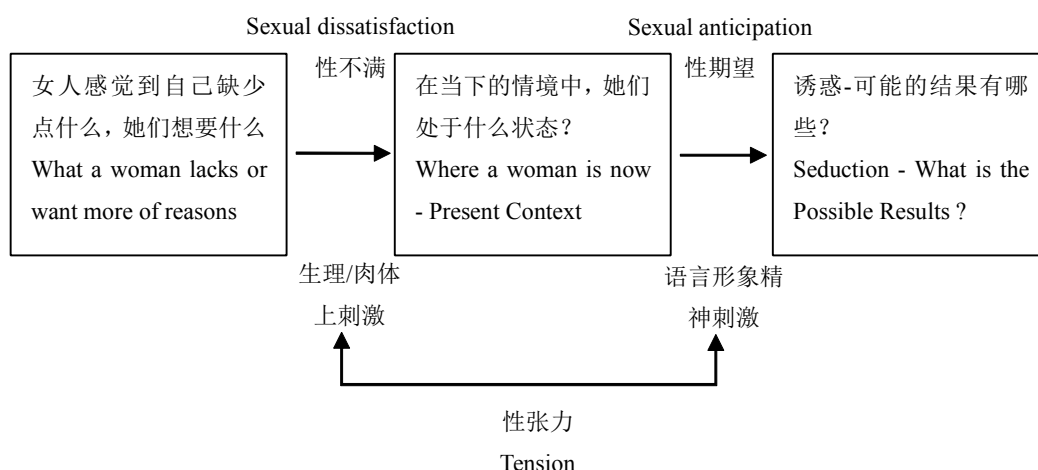 Sexual dissatisfaction
性不满
Sexual anticipation
性期望
女人感觉到自己缺少
点什么，她们想要什么
What a woman lacks or
want more of reasons
在当下的情境中，她们
处于什么状态？
Where a woman is now
- Present Context
诱惑-可能的结果有哪
些？
Seduction - What is the
Possible Results ?
生理/肉体
上刺激
语言形象精
神刺激
性张力
Tension